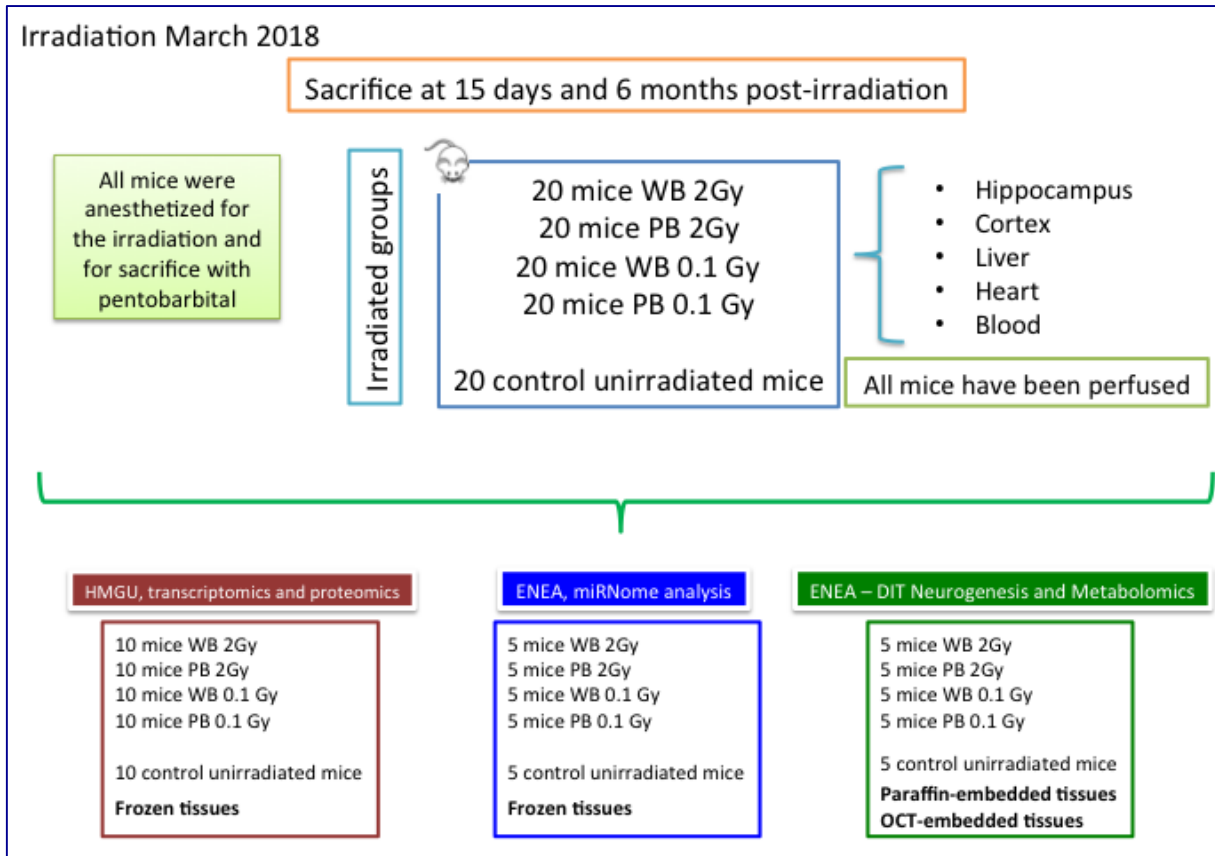 Irradiation March 2018
Sacrifice at 15 days and 6 months post-irradiation
All mice were
anesthetized for
the irradiation and
for sacrifice with
pentobarbital
Irradiated groups
20 mice WB 2Gy
20 mice PB 2Gy
20 mice WB 0.1 Gy
20 mice PB 0.1 Gy
20 control unirradiated mice
• Hippocampus
• Cortex
• Liver
• Heart
• Blood
All mice have been perfused
HMGU, transcriptomics and proteomics
10 mice WB 2Gy
10 mice PB 2Gy
10 mice WB 0.1 Gy
10 mice PB 0.1 Gy
10 control unirradiated mice
Frozen tissues
ENEA, miRNome analysis
5 mice WB 2Gy
5 mice PB 2Gy
5 mice WB 0.1 Gy
5 mice PB 0.1 Gy
5 control unirradiated mice
Frozen tissues
ENEA – DIT Neurogenesis and Metabolomics
5 mice WB 2Gy
5 mice PB 2Gy
5 mice WB 0.1 Gy
5 mice PB 0.1 Gy
5 control unirradiated mice
Paraffin-embedded tissues
OCT-embedded tissues